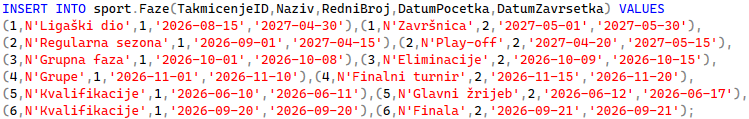 INSERT INTO sport.Faze(TakmicenjeID,Naziv,RedniBroj,DatumPocetka,DatumZavrsetka) VALUES
(1,N'Ligaški dio',1,'2026-08-15','2027-04-30'),(1,N'Završnica',2,'2027-05-01','2027-05-30'),
(2,N'Regularna sezona',1,'2026-09-01','2027-04-15'),(2,N'Play-off',2,'2027-04-20','2027-05-15'),
(3,N'Grupna faza',1,'2026-10-01','2026-10-08'),(3,N'Eliminacije',2,'2026-10-09','2026-10-15'),
(4,N'Grupe',1,'2026-11-01','2026-11-10'),(4,N'Finalni turnir',2,'2026-11-15','2026-11-20'),
(5,N'Kvalifikacije',1,'2026-06-10','2026-06-11'),(5,N'Glavni žrijeb',2,'2026-06-12','2026-06-17'),
(6,N'Kvalifikacije',1,'2026-09-20','2026-09-20'),(6,N'Finala',2,'2026-09-21','2026-09-21');